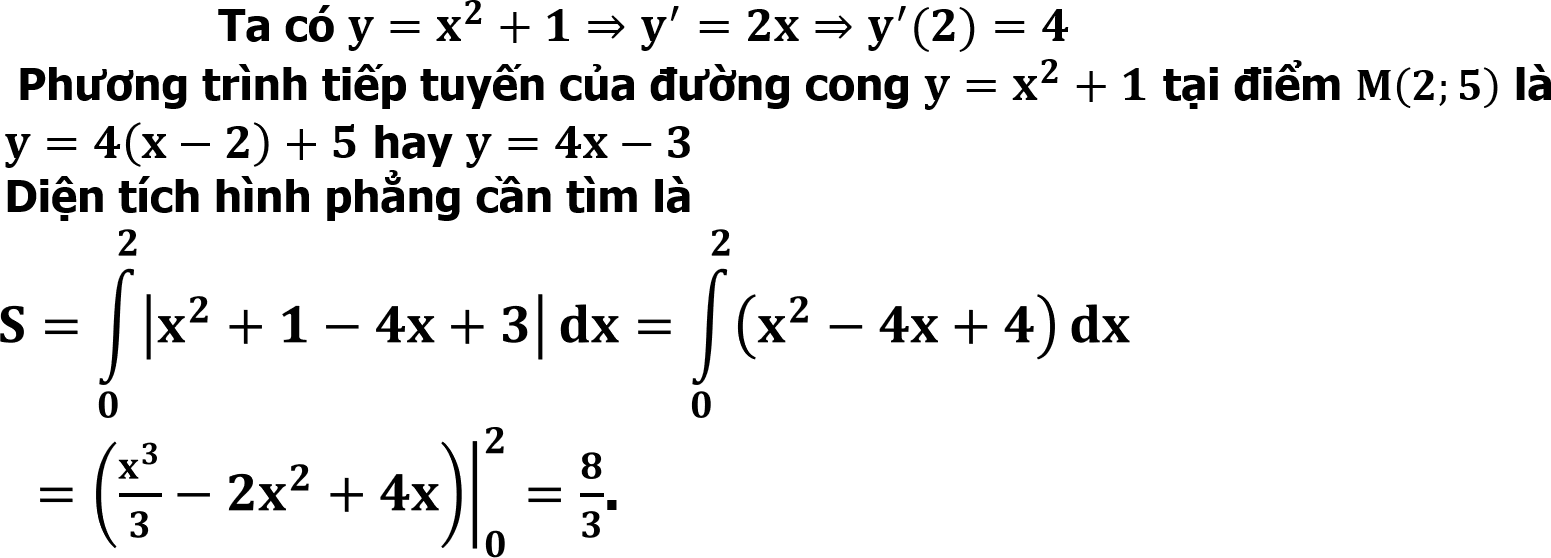 Ta có y = x² + 1 ⇒ y′ = 2x ⇒ y′(2) = 4
Phương trình tiếp tuyến của đường cong y = x² + 1 tại điểm M(2; 5) là
y = 4(x − 2) + 5 hay y = 4x − 3
Diện tích hình phẳng cần tìm là
S = ∫₀² |x² + 1 − 4x + 3| dx = ∫₀² (x² − 4x + 4) dx
= (x³/3 − 2x² + 4x)|₀² = 8/3.